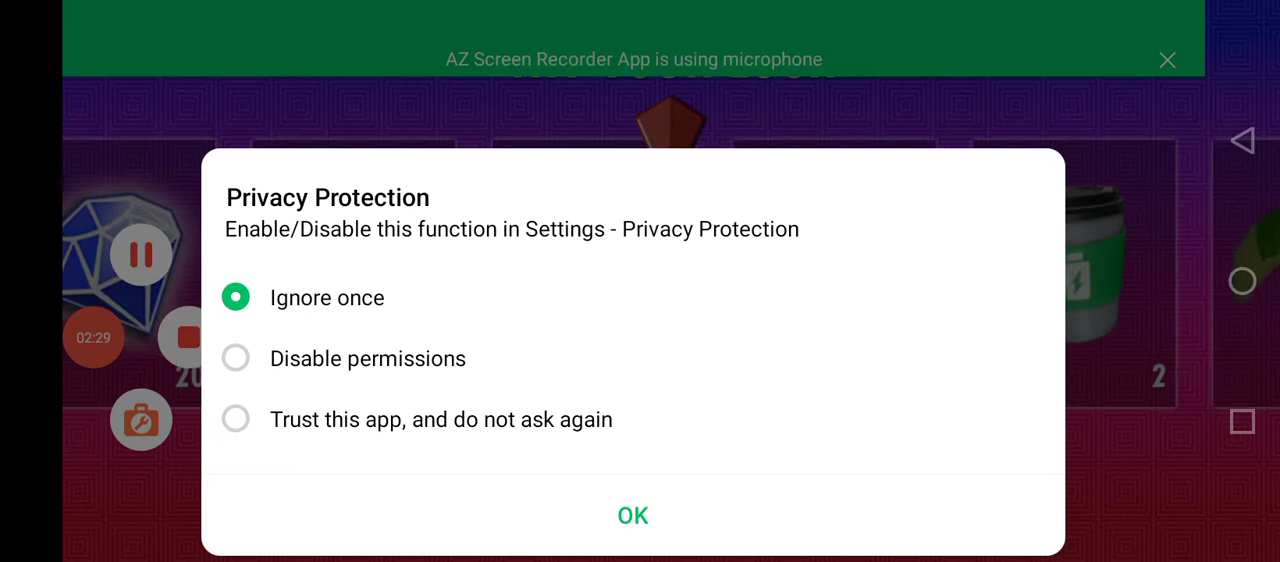 AZ Screen Recorder App is using microphone
Privacy Protection
Enable/Disable this function in Settings - Privacy Protection
Ignore once
02:29
Disable permissions
2
Trust this app, and do not ask again
OK